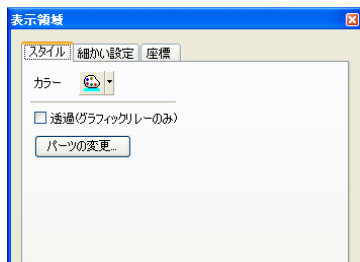 表示領域
スタイル 細かい設定 座標
カラー
透過(グラフィックリレーのみ)
パーツの変更...